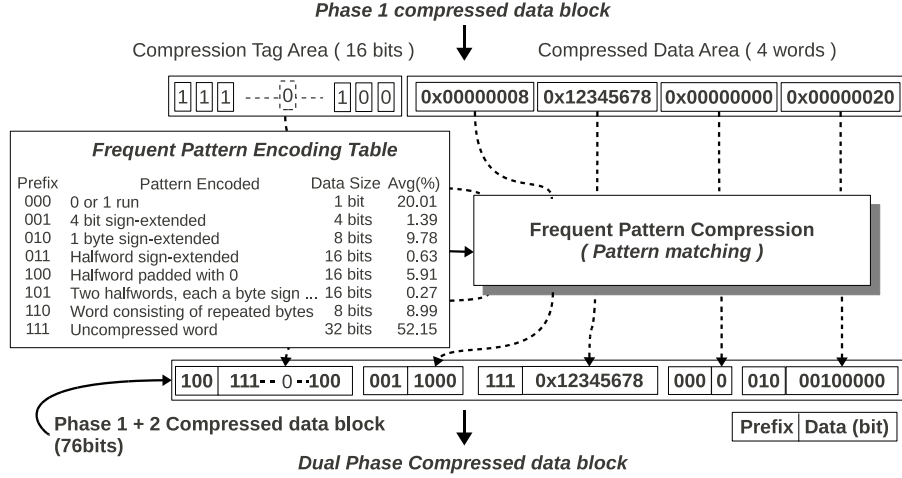 Phase 1 compressed data block
Compression Tag Area ( 16 bits )
Compressed Data Area ( 4 words )
1 1 1 ----0---- 1 0 0
0x00000008 0x12345678 0x00000000 0x00000020
Frequent Pattern Encoding Table
Prefix Pattern Encoded Data Size Avg(%)
000 0 or 1 run 1 bit 20.01
001 4 bit sign-extended 4 bits 1.39
010 1 byte sign-extended 8 bits 9.78
011 Halfword sign-extended 16 bits 0.63
100 Halfword padded with 0 16 bits 5.91
101 Two halfwords, each a byte sign ... 16 bits 0.27
110 Word consisting of repeated bytes 8 bits 8.99
111 Uncompressed word 32 bits 52.15
Frequent Pattern Compression
( Pattern matching )
100 111--0--100 001 1000 111 0x12345678 000 0 010 00100000
Phase 1 + 2 Compressed data block
(76bits)
Prefix Data (bit)
Dual Phase Compressed data block